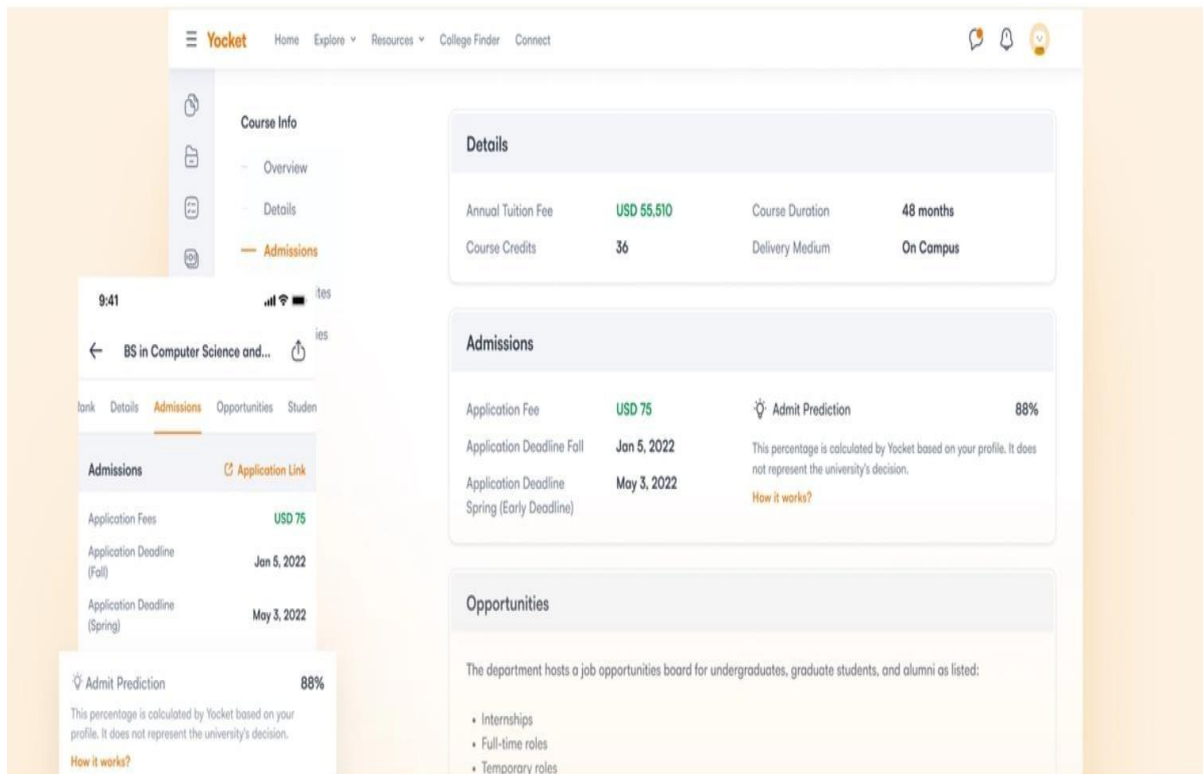 Yocket Home Explore Resources College Finder Connect
Course Info
Overview
Details
Admissions
Details
Annual Tuition Fee USD 55,510 Course Duration 48 months
Course Credits 36 Delivery Medium On Campus
Admissions
Application Fee USD 75 Admit Prediction 88%
Application Deadline Fall Jan 5, 2022
This percentage is calculated by Yocket based on your profile. It does
not represent the university's decision.
Application Deadline May 3, 2022
Spring (Early Deadline)
How it works?
Opportunities
The department hosts a job opportunities board for undergraduates, graduate students, and alumni as listed:
• Internships
• Full-time roles
• Temporary roles
9:41
BS in Computer Science and...
Details Admissions Opportunities Studen
Admissions Application Link
Application Fees USD 75
Application Deadline
(Fall) Jan 5, 2022
Application Deadline
(Spring) May 3, 2022
Admit Prediction 88%
This percentage is calculated by Yocket based on your
profile. It does not represent the university's decision.
How it works?